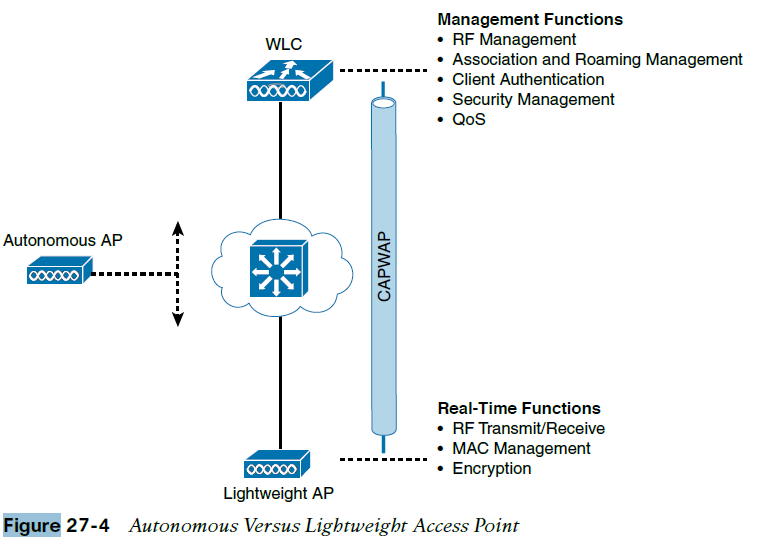 Management Functions
• RF Management
WLC
• Association and Roaming Management
• Client Authentication
• Security Management
• QoS
Autonomous AP
CAPWAP
Real-Time Functions
• RF Transmit/Receive
• MAC Management
• Encryption
Lightweight AP
Figure 27-4 Autonomous Versus Lightweight Access Point